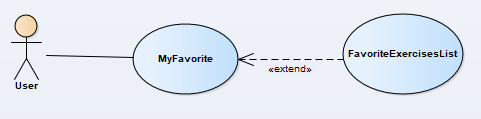 MyFavorite
FavoriteExercisesList
«extend»
User